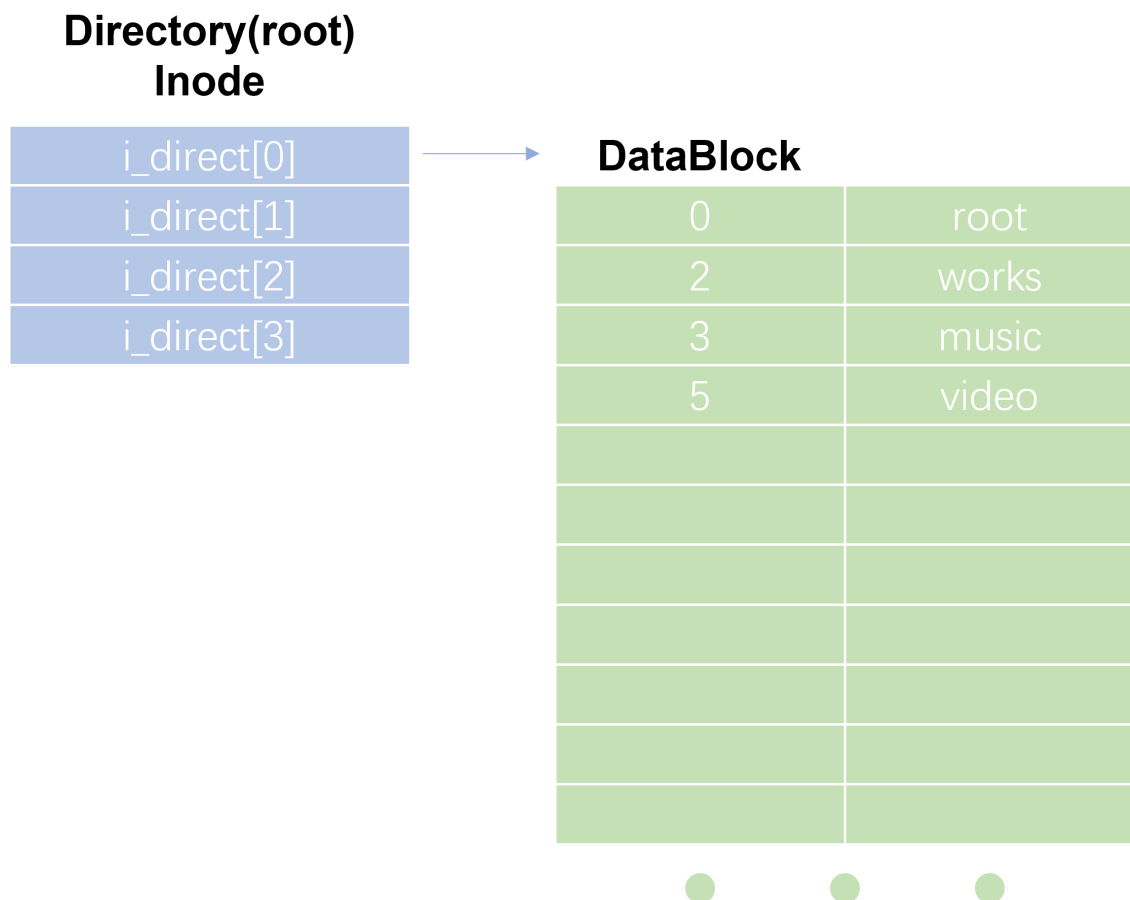 Directory(root)
Inode
i_direct[0]
i_direct[1]
i_direct[2]
i_direct[3]
DataBlock
0 root
2 works
3 music
5 video